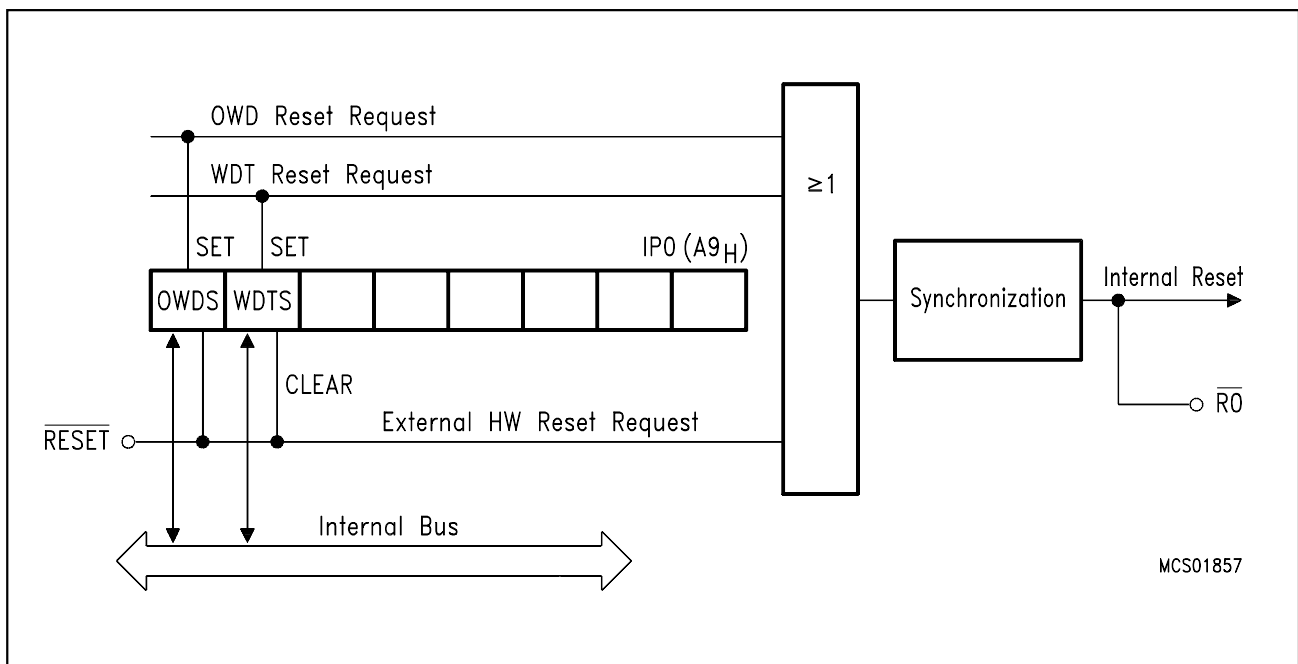 OWD Reset Request
WDT Reset Request
≥1
SET SET IP0 (A9H)
OWDS WDTS
Synchronization
Internal Reset
CLEAR
RESET
External HW Reset Request
RO
Internal Bus
MCS01857